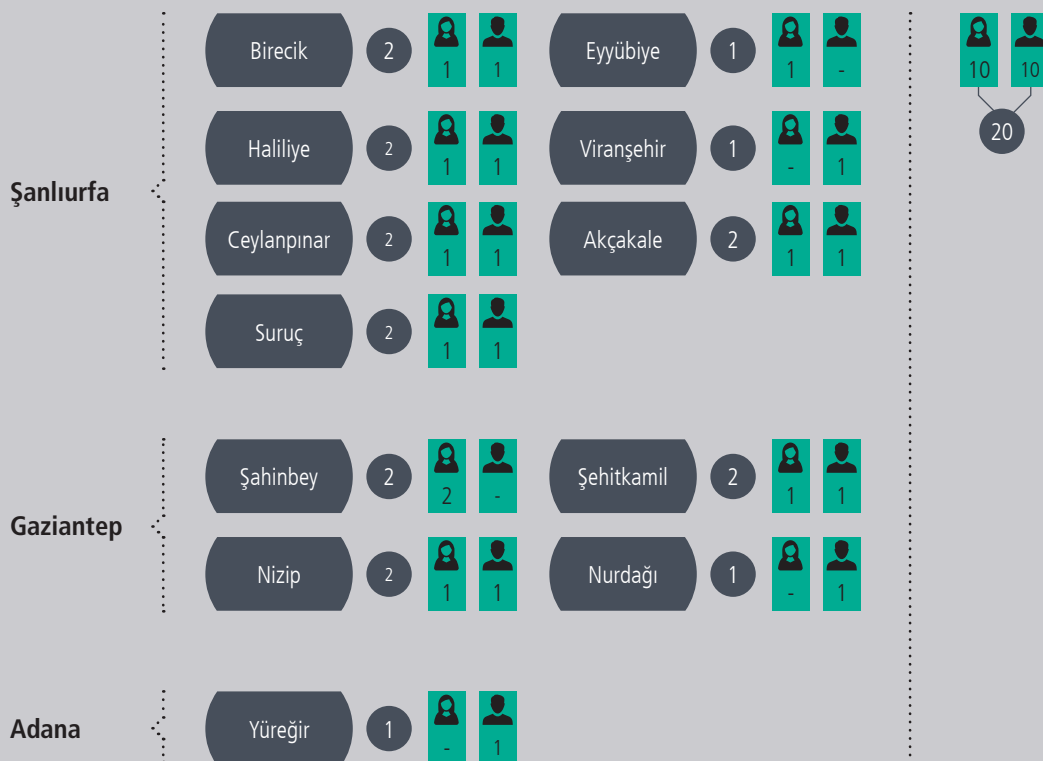 Birecik 2 1 1 Eyyübiye 1 1 - 10 10
20
Haliliye 2 1 1 Viranşehir 1 - 1
Şanlıurfa
Ceylanpınar 2 1 1 Akçakale 2 1 1
Suruç 2 1 1
Şahinbey 2 2 - Şehitkamil 2 1 1
Gaziantep
Nizip 2 1 1 Nurdağı 1 - 1
Adana Yüreğir 1 - 1